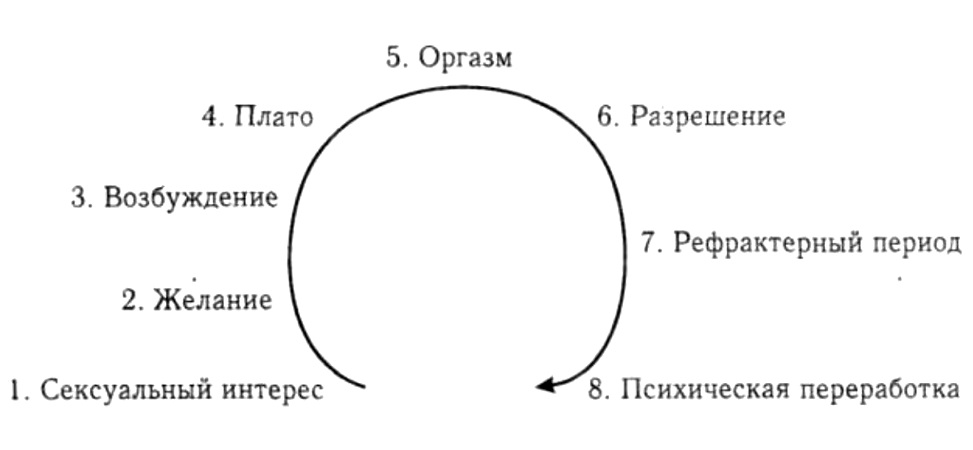 5. Оргазм
4. Плато
6. Разрешение
3. Возбуждение
7. Рефрактерный период
2. Желание
1. Сексуальный интерес
8. Психическая переработка